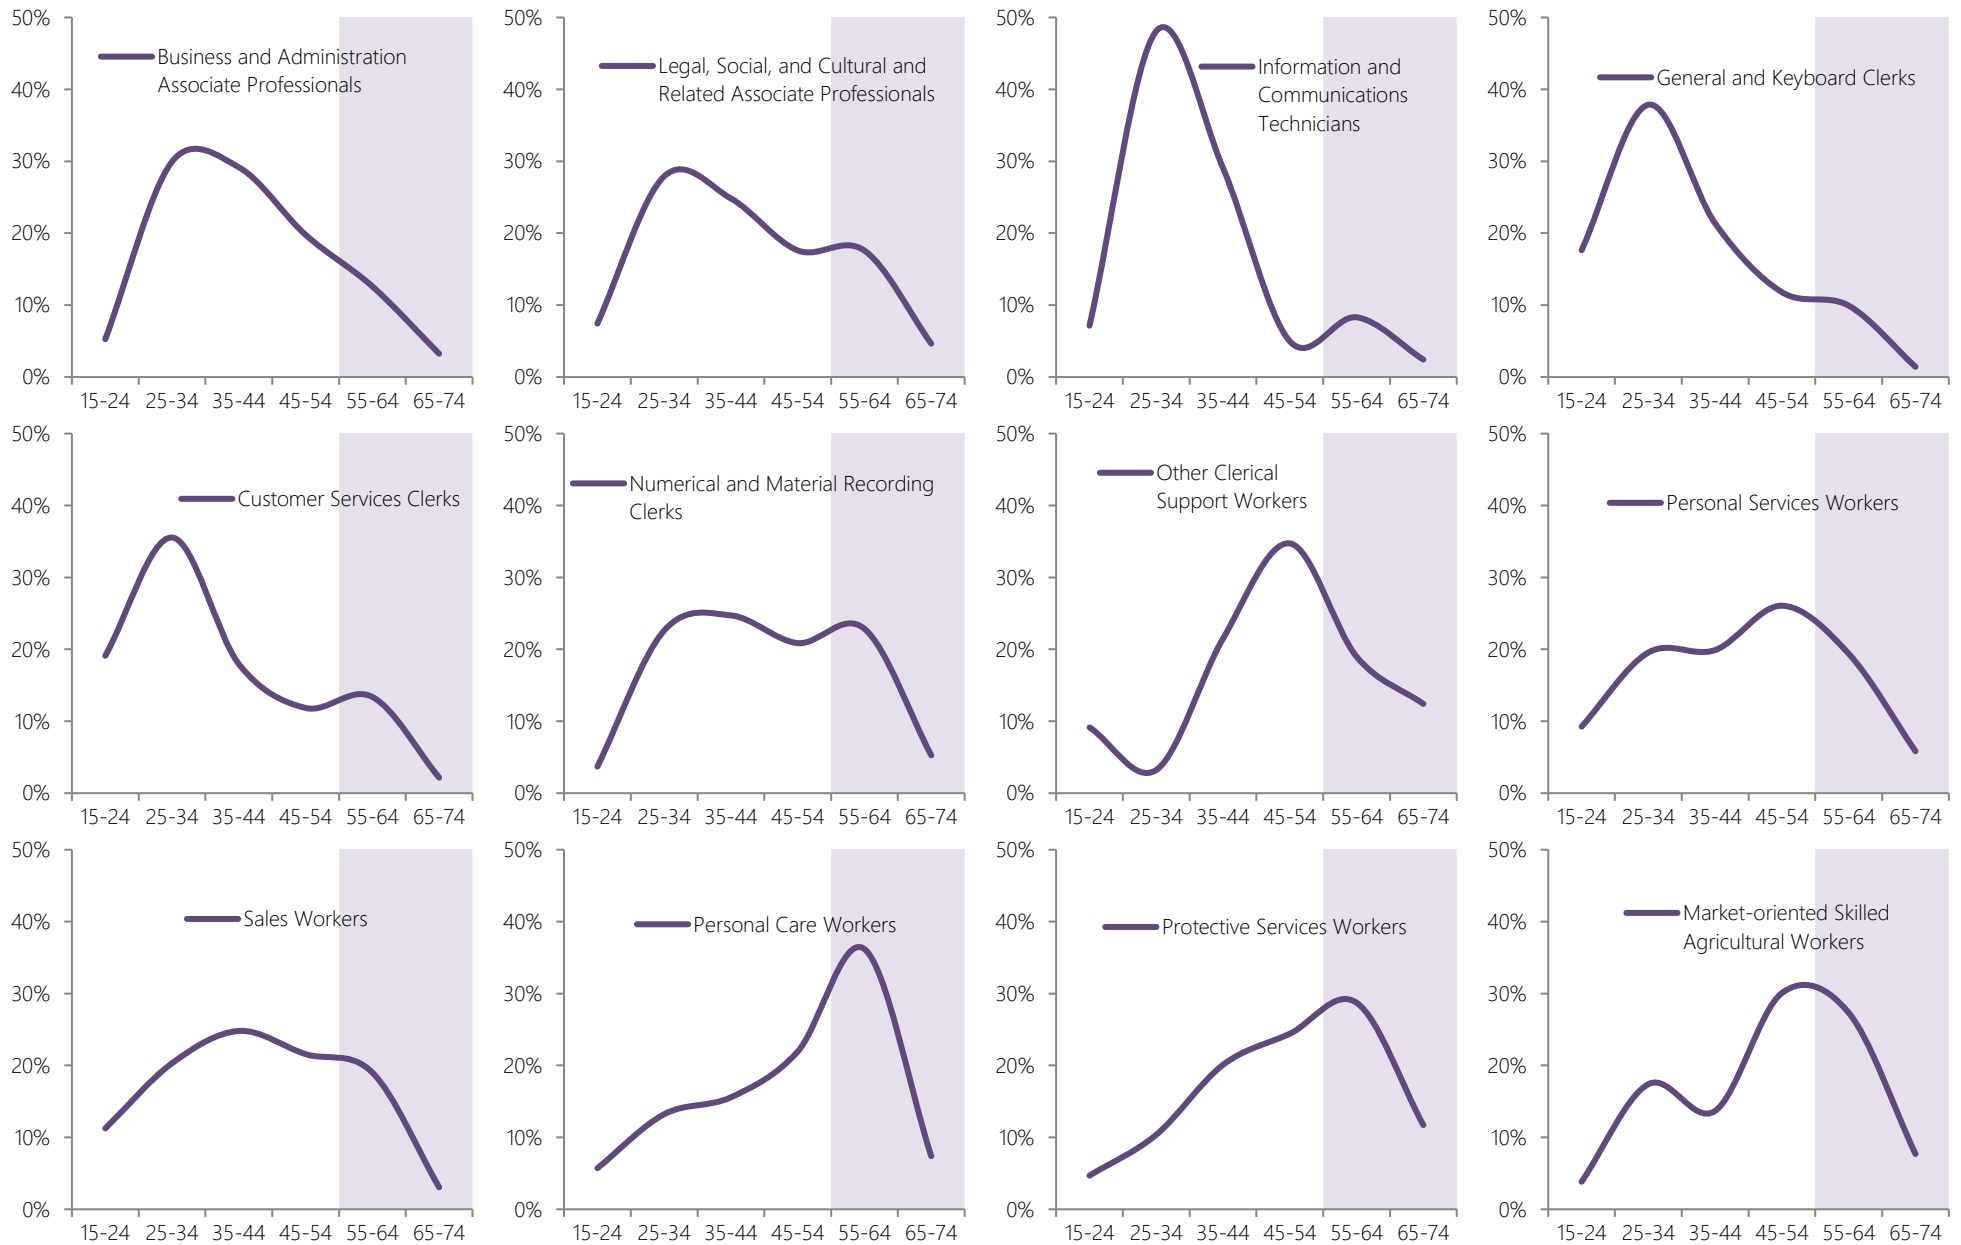 50%
40%
30%
20%
10%
0%
Business and Administration
Associate Professionals
15-24 25-34 35-44 45-54 55-64 65-74
50%
40%
30%
20%
10%
0%
Legal, Social, and Cultural and
Related Associate Professionals
15-24 25-34 35-44 45-54 55-64 65-74
50%
40%
30%
20%
10%
0%
Information and
Communications
Technicians
15-24 25-34 35-44 45-54 55-64 65-74
50%
40%
30%
20%
10%
0%
General and Keyboard Clerks
15-24 25-34 35-44 45-54 55-64 65-74
50%
40%
30%
20%
10%
0%
Customer Services Clerks
15-24 25-34 35-44 45-54 55-64 65-74
50%
40%
30%
20%
10%
0%
Numerical and Material Recording
Clerks
15-24 25-34 35-44 45-54 55-64 65-74
50%
40%
30%
20%
10%
0%
Other Clerical
Support Workers
15-24 25-34 35-44 45-54 55-64 65-74
50%
40%
30%
20%
10%
0%
Personal Services Workers
15-24 25-34 35-44 45-54 55-64 65-74
50%
40%
30%
20%
10%
0%
Sales Workers
15-24 25-34 35-44 45-54 55-64 65-74
50%
40%
30%
20%
10%
0%
Personal Care Workers
15-24 25-34 35-44 45-54 55-64 65-74
50%
40%
30%
20%
10%
0%
Protective Services Workers
15-24 25-34 35-44 45-54 55-64 65-74
50%
40%
30%
20%
10%
0%
Market-oriented Skilled
Agricultural Workers
15-24 25-34 35-44 45-54 55-64 65-74